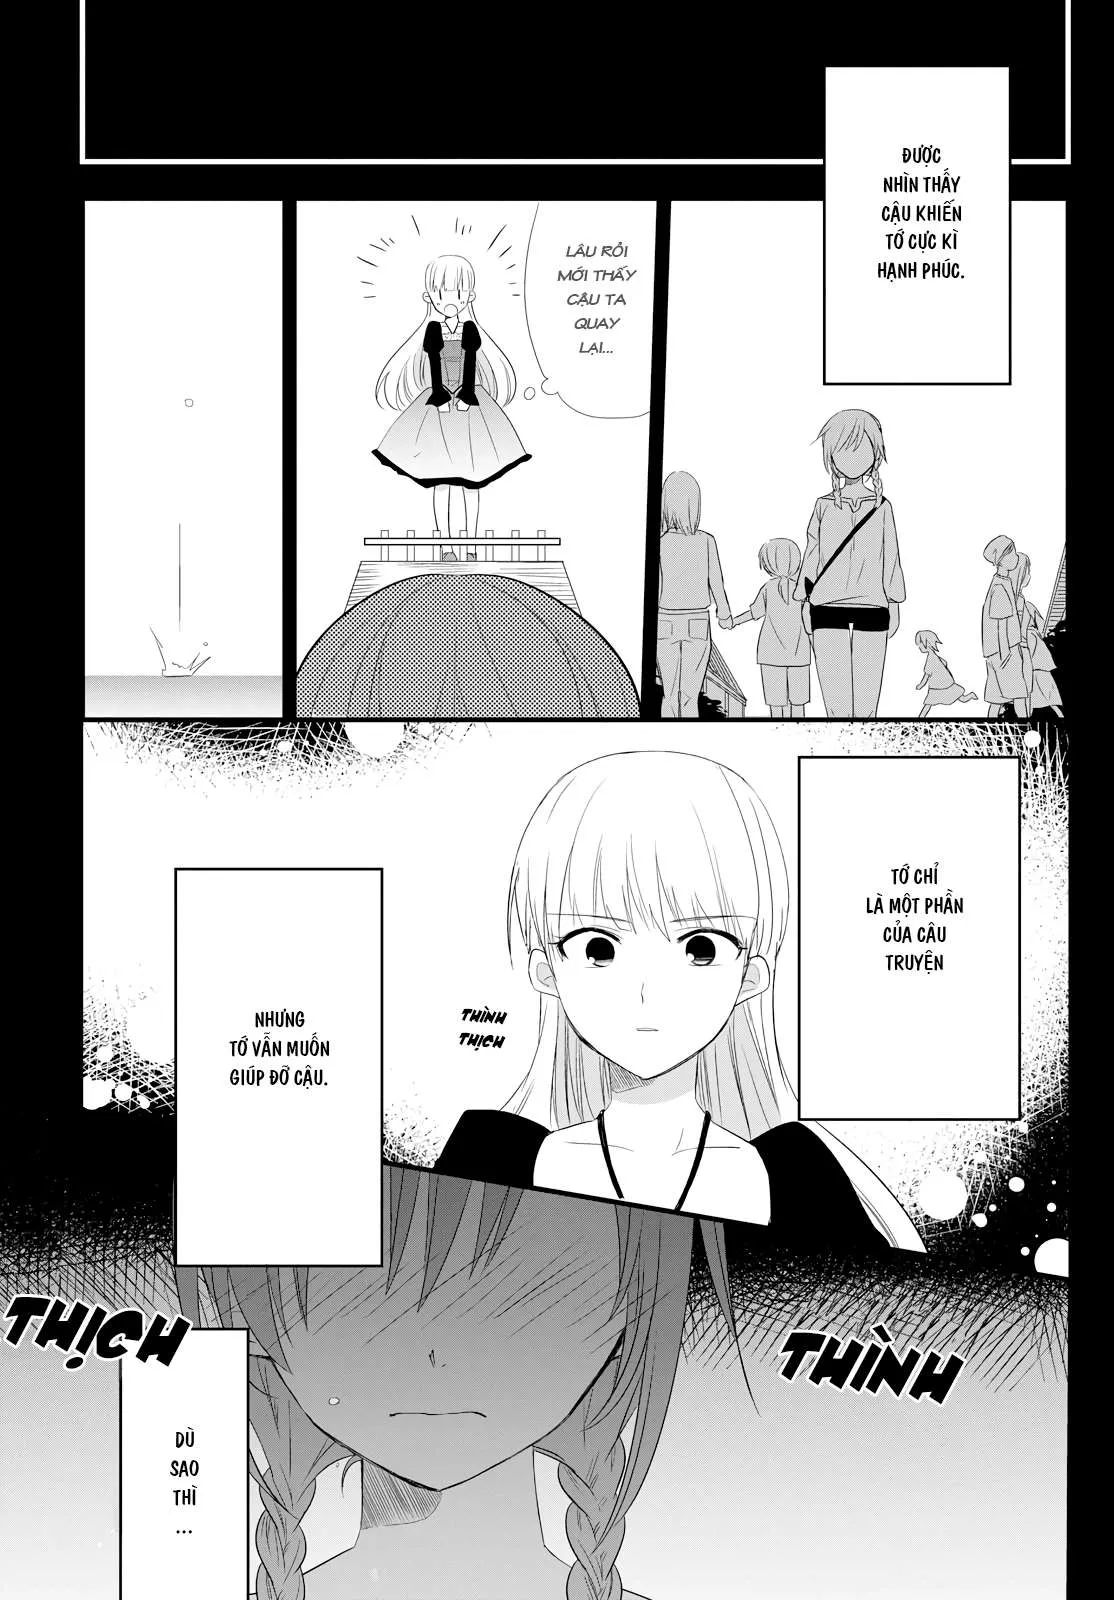 ĐƯỢC
NHÌN THẤY
CẬU KHIẾN
TỚ CỰC KÌ
HẠNH PHÚC.
LÂU RỒI
MỚI THẤY
CẬU TA
QUAY
LẠI...
TỚ CHỈ
LÀ MỘT PHẦN
CỦA CÂU
TRUYỆN
THÌNH
THỊCH
NHƯNG
TỚ VẪN MUỐN
GIÚP ĐỠ CẬU.
THÌNH
THỊCH
DÙ
SAO
THÌ
...